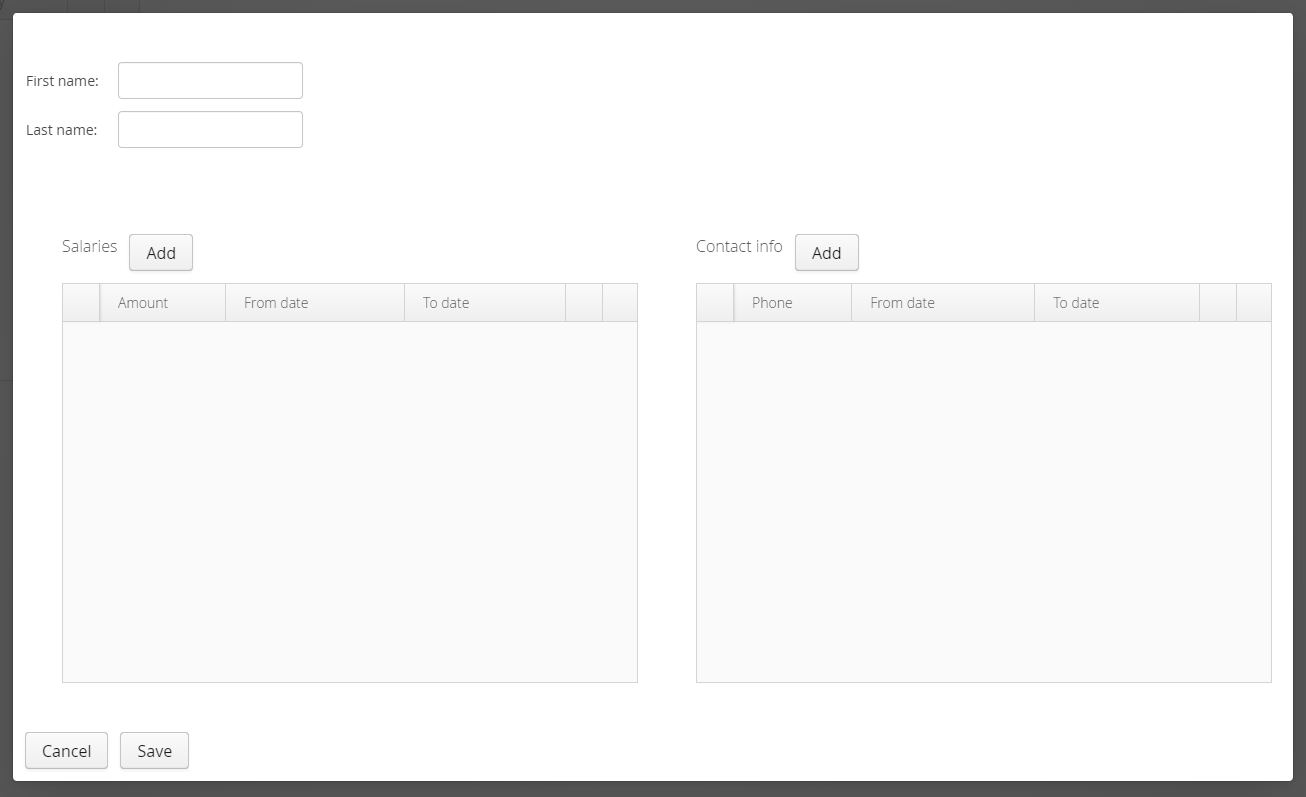 First name:
Last name:
Salaries Add
Contact info Add
Amount From date To date
Phone From date To date
Cancel Save